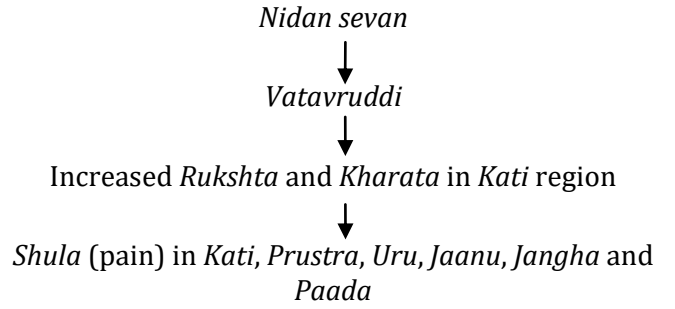 Nidan sevan
Vatavruddi
Increased Rukshta and Kharata in Kati region
Shula (pain) in Kati, Prustra, Uru, Jaanu, Jangha and
Paada